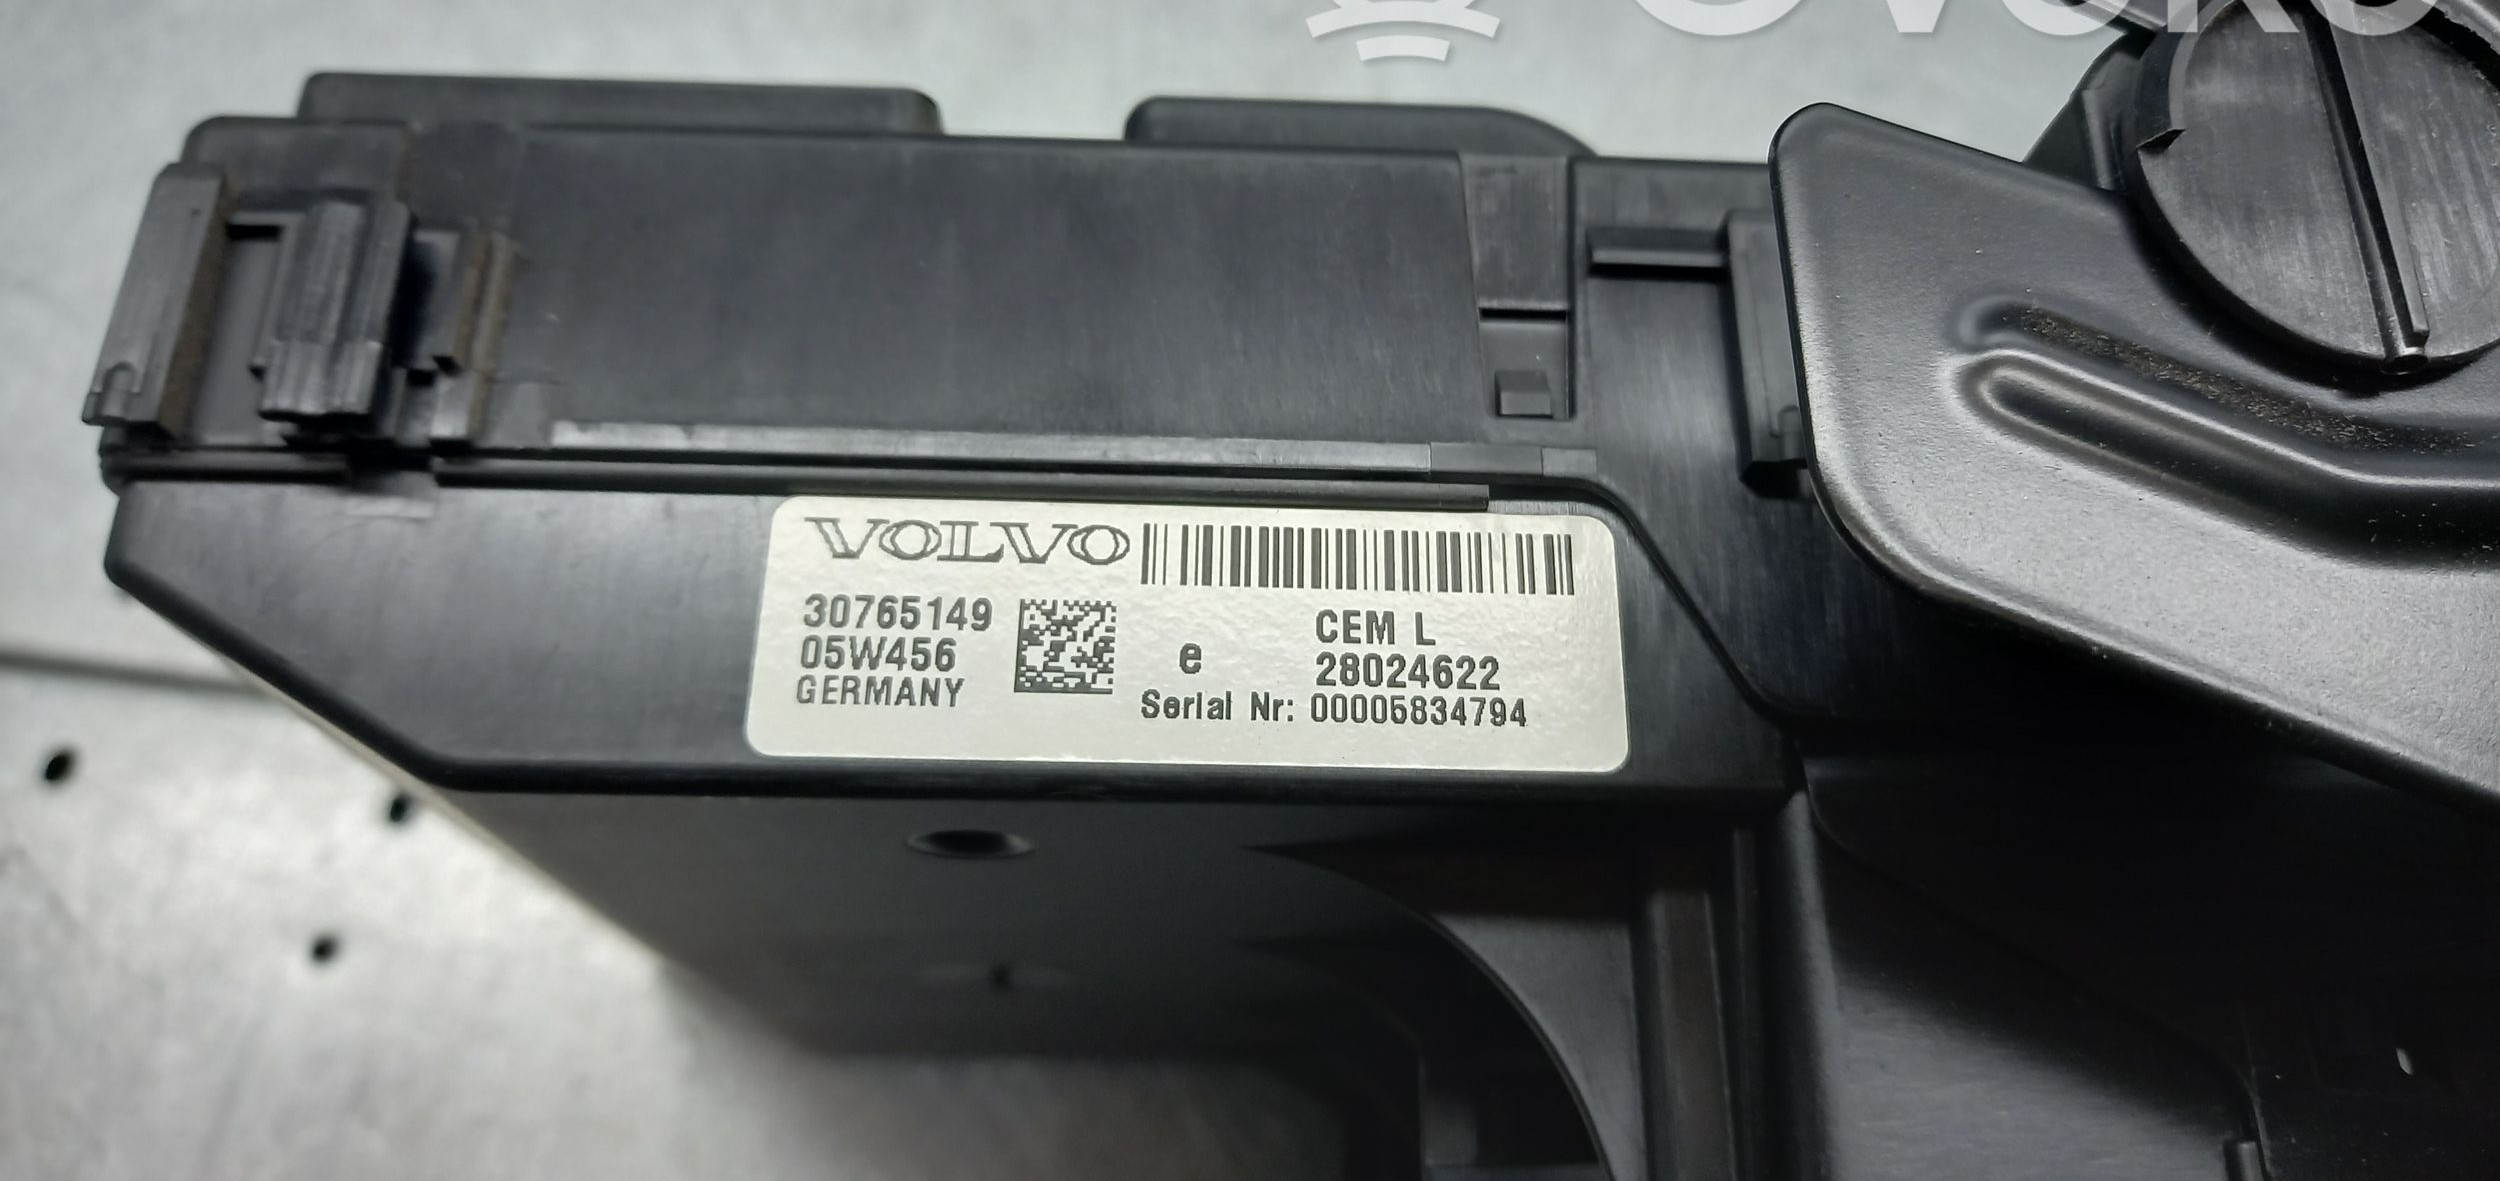 VOLVO
30765149
05W456
GERMANY
e
CEM L
28024622
Serial Nr: 00005834794